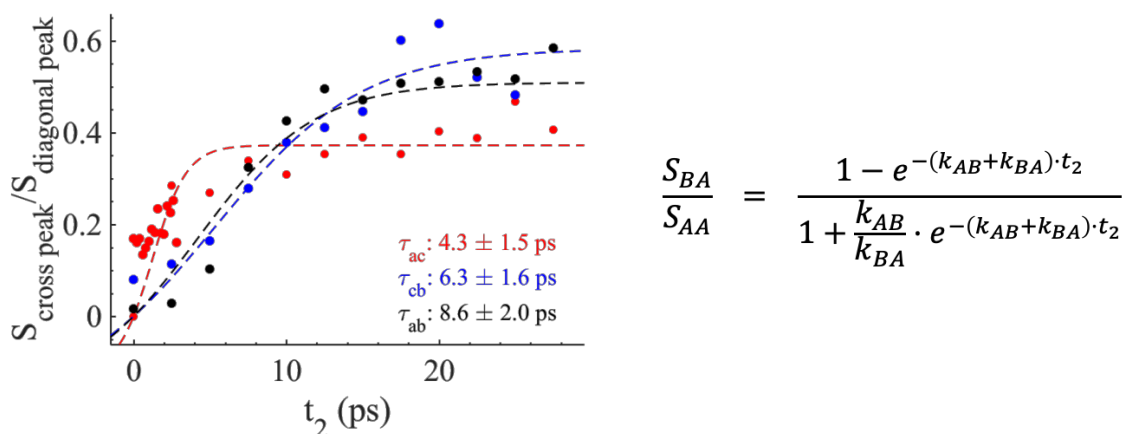 S_cross peak/S_diagonal peak
0.6
0.4
0.2
0
τ_ac: 4.3 ± 1.5 ps
τ_cb: 6.3 ± 1.6 ps
τ_ab: 8.6 ± 2.0 ps
0 10 20
t_2 (ps)
S_BA/S_AA = (1 − e^−(k_AB+k_BA)·t_2)/(1 + k_AB/k_BA · e^−(k_AB+k_BA)·t_2)